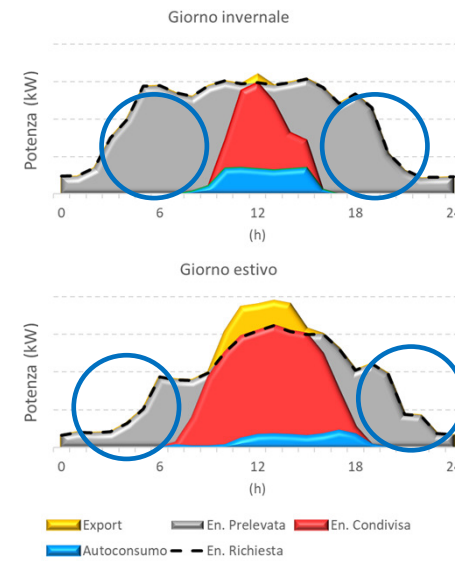 Giorno invernale
Potenza (kW)
0 6 12 18 24
(h)
Giorno estivo
Potenza (kW)
0 6 12 18 24
(h)
Export En. Prelevata En. Condivisa
Autoconsumo En. Richiesta